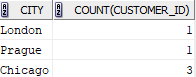 CITY COUNT(CUSTOMER_ID)
London 1
Prague 1
Chicago 3